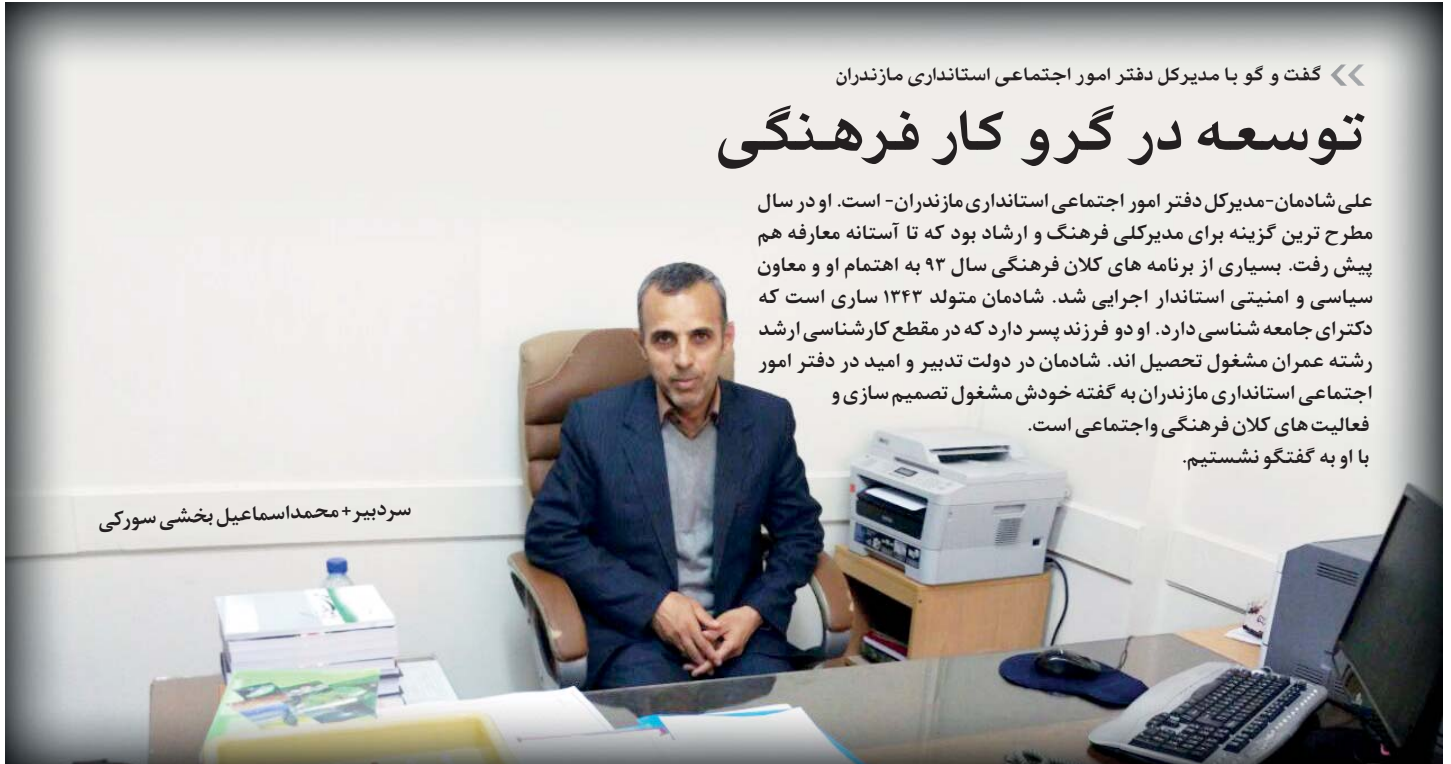 گفت و گو با مدیرکل دفتر امور اجتماعی استانداری مازندران
توسعه در گرو کار فرهنگی
علی شادمان-مدیرکل دفتر امور اجتماعی استانداری مازندران- است. او در سال
مطرح ترین گزینه برای مدیرکلی فرهنگ و ارشاد بود که تا آستانه معارفه هم
پیش رفت. بسیاری از برنامه های کلان فرهنگی سال ۹۳ به اهتمام او و معاون
سیاسی و امنیتی استاندار اجرایی شد. شادمان متولد ۱۳۴۳ ساری است که
دکترای جامعه شناسی دارد. او دو فرزند پسر دارد که در مقطع کارشناسی ارشد
رشته عمران مشغول تحصیل اند. شادمان در دولت تدبیر و امید در دفتر امور
اجتماعی استانداری مازندران به گفته خودش مشغول تصمیم سازی و
فعالیت های کلان فرهنگی واجتماعی است.
با او به گفتگو نشستیم.
سردبیر+ محمداسماعیل بخشی سورکی